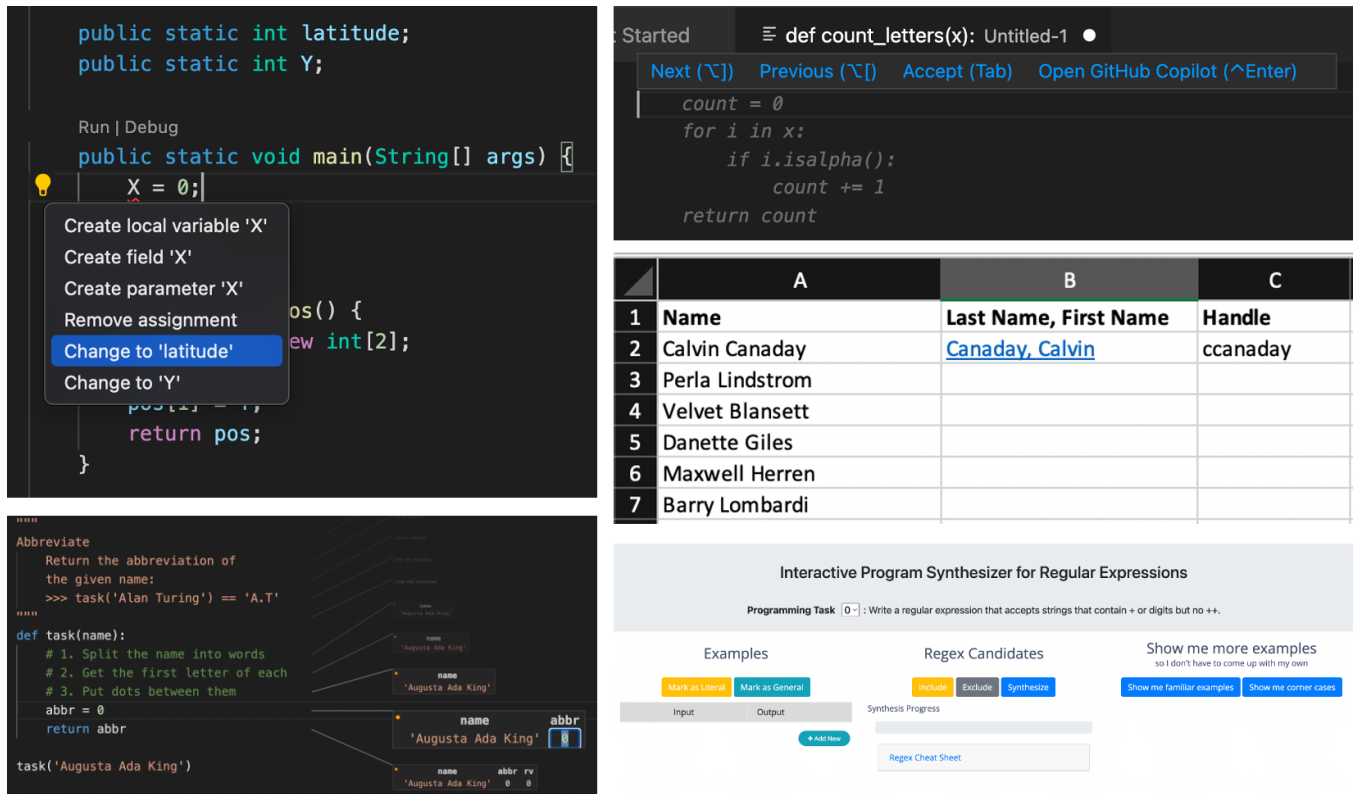 public static int latitude;
public static int Y;
Run | Debug
public static void main(String[] args) {
X = 0;
Create local variable 'X'
Create field 'X'
Create parameter 'X'
Remove assignment
Change to 'latitude'
Change to 'Y'
os() {
ew int[2];
return pos;
}
t Started
def count_letters(x): Untitled-1
Next (⌥]) Previous (⌥[) Accept (Tab) Open GitHub Copilot (^Enter)
count = 0
for i in x:
if i.isalpha():
count += 1
return count
A B C
1 Name Last Name, First Name Handle
2 Calvin Canaday Canaday, Calvin ccanaday
3 Perla Lindstrom
4 Velvet Blansett
5 Danette Giles
6 Maxwell Herren
7 Barry Lombardi
"""
Abbreviate
Return the abbreviation of
the given name:
>>> task('Alan Turing') == 'A.T'
"""
def task(name):
# 1. Split the name into words
# 2. Get the first letter of each
# 3. Put dots between them
abbr = 0
return abbr
task('Augusta Ada King')
name
'Augusta Ada King'
name
'Augusta Ada King'
name
'Augusta Ada King'
name abbr
'Augusta Ada King' 0
name abbr rv
'Augusta Ada King' 0 0
Interactive Program Synthesizer for Regular Expressions
Programming Task 0 : Write a regular expression that accepts strings that contain + or digits but no ++.
Examples
Mark as Literal Mark as General
Input Output
+ Add New
Regex Candidates
Include Exclude Synthesize
Synthesis Progress
Regex Cheat Sheet
Show me more examples
so I don't have to come up with my own
Show me familiar examples Show me corner cases